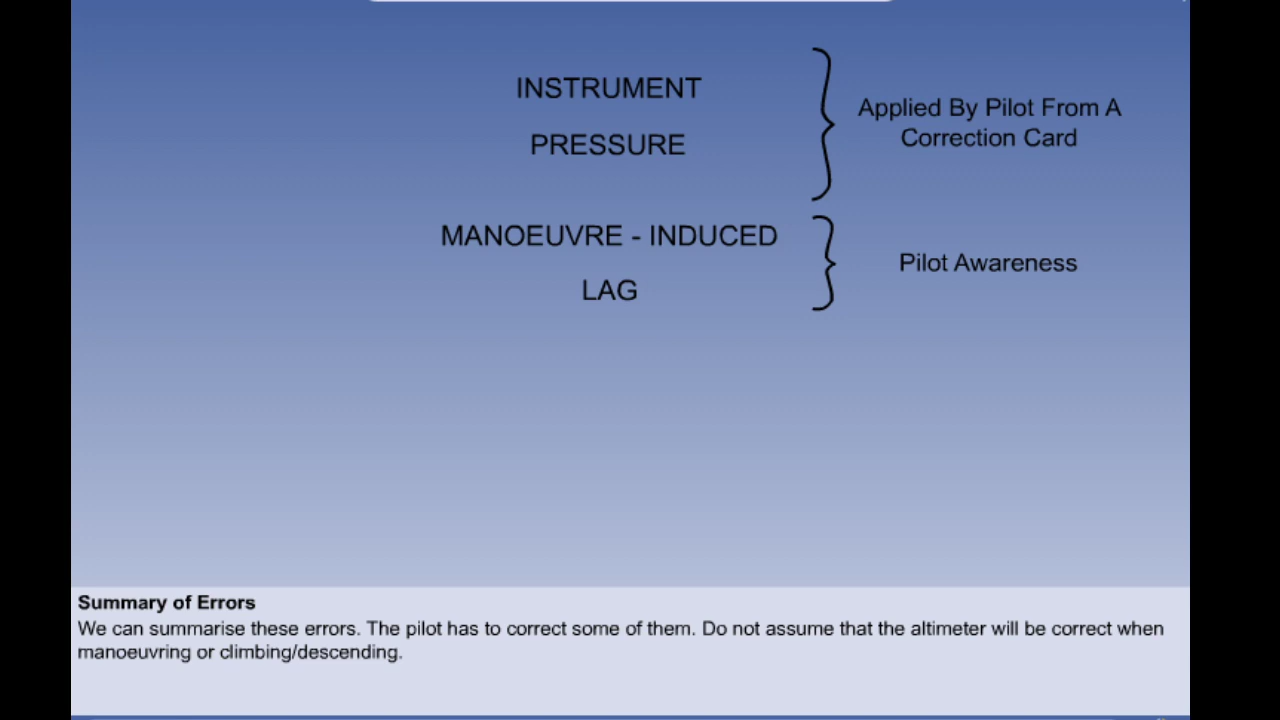 INSTRUMENT
PRESSURE
Applied By Pilot From A
Correction Card
MANOEUVRE - INDUCED
LAG
Pilot Awareness
Summary of Errors
We can summarise these errors. The pilot has to correct some of them. Do not assume that the altimeter will be correct when
manoeuvring or climbing/descending.